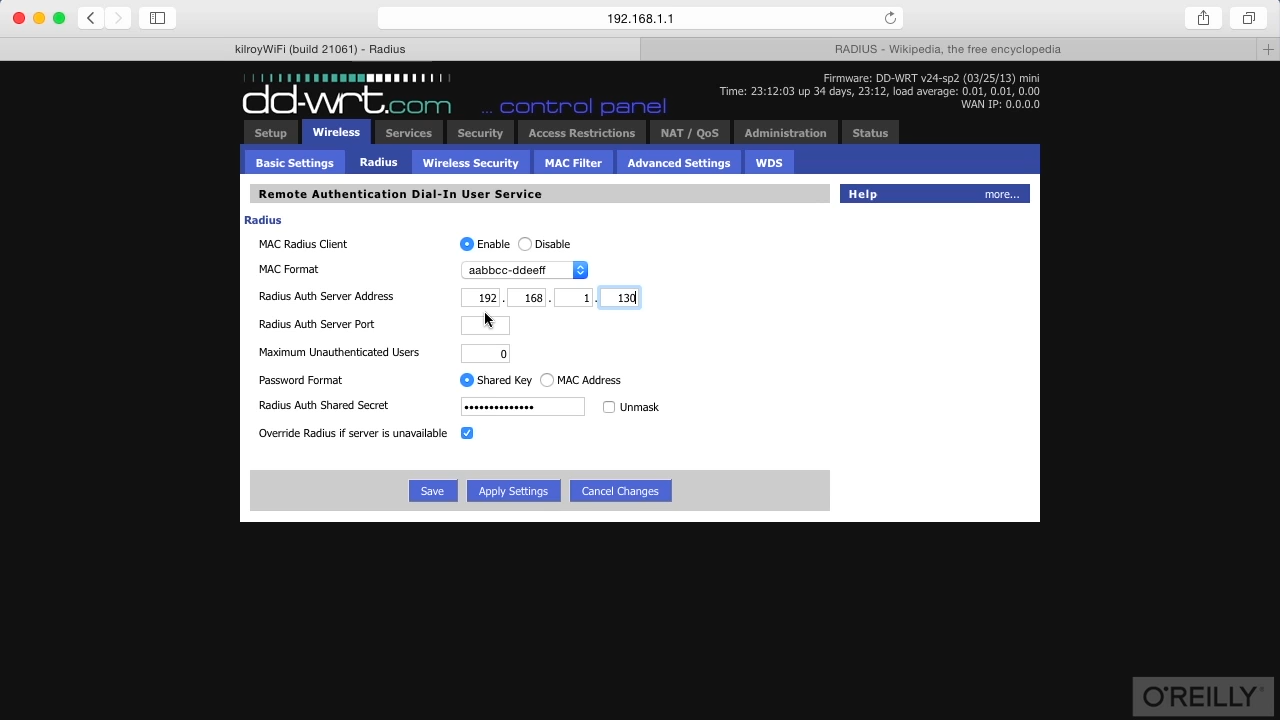 192.168.1.1
kilroyWiFi (build 21061) - Radius
RADIUS - Wikipedia, the free encyclopedia
dd-wrt.com ... control panel
Firmware: DD-WRT v24-sp2 (03/25/13) mini
Time: 23:12:03 up 34 days, 23:12, load average: 0.01, 0.01, 0.00
WAN IP: 0.0.0.0
Setup Wireless Services Security Access Restrictions NAT / QoS Administration Status
Basic Settings Radius Wireless Security MAC Filter Advanced Settings WDS
Remote Authentication Dial-In User Service
Help more...
Radius
MAC Radius Client Enable Disable
MAC Format aabbcc-ddeeff
Radius Auth Server Address 192 . 168 . 1 . 130
Radius Auth Server Port
Maximum Unauthenticated Users 0
Password Format Shared Key MAC Address
Radius Auth Shared Secret •••••••••••••• Unmask
Override Radius if server is unavailable
Save Apply Settings Cancel Changes
O'REILLY